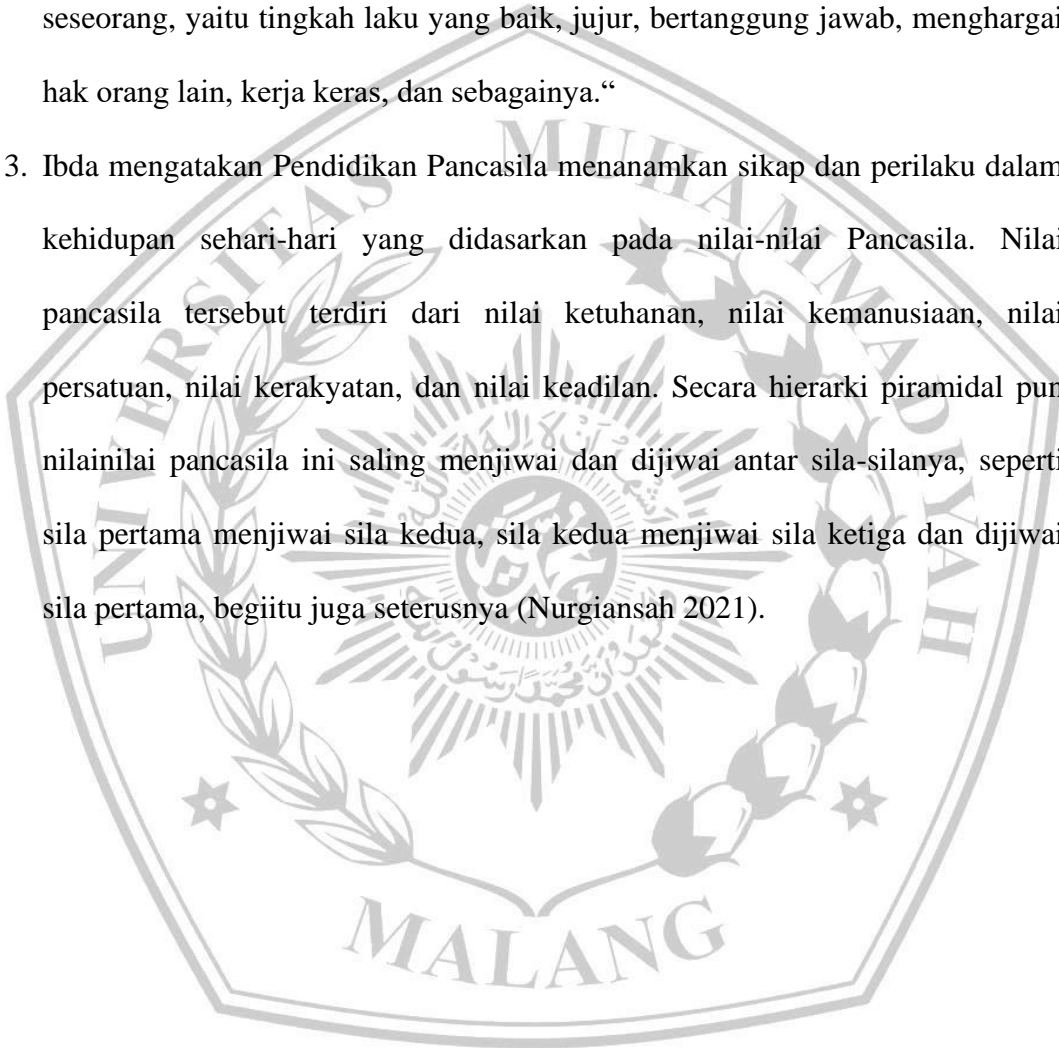 seseorang, yaitu tingkah laku yang baik, jujur, bertanggung jawab, menghargai
hak orang lain, kerja keras, dan sebagainya.“
3. Ibda mengatakan Pendidikan Pancasila menanamkan sikap dan perilaku dalam
kehidupan sehari-hari yang didasarkan pada nilai-nilai Pancasila. Nilai
pancasila tersebut terdiri dari nilai ketuhanan, nilai kemanusiaan, nilai
persatuan, nilai kerakyatan, dan nilai keadilan. Secara hierarki piramidal pun
nilainilai pancasila ini saling menjiwai dan dijiwai antar sila-silanya, seperti
sila pertama menjiwai sila kedua, sila kedua menjiwai sila ketiga dan dijiwai
sila pertama, begiitu juga seterusnya (Nurgiansah 2021).
UNIVERSITAS MUHAMMADIYAH
MALANG